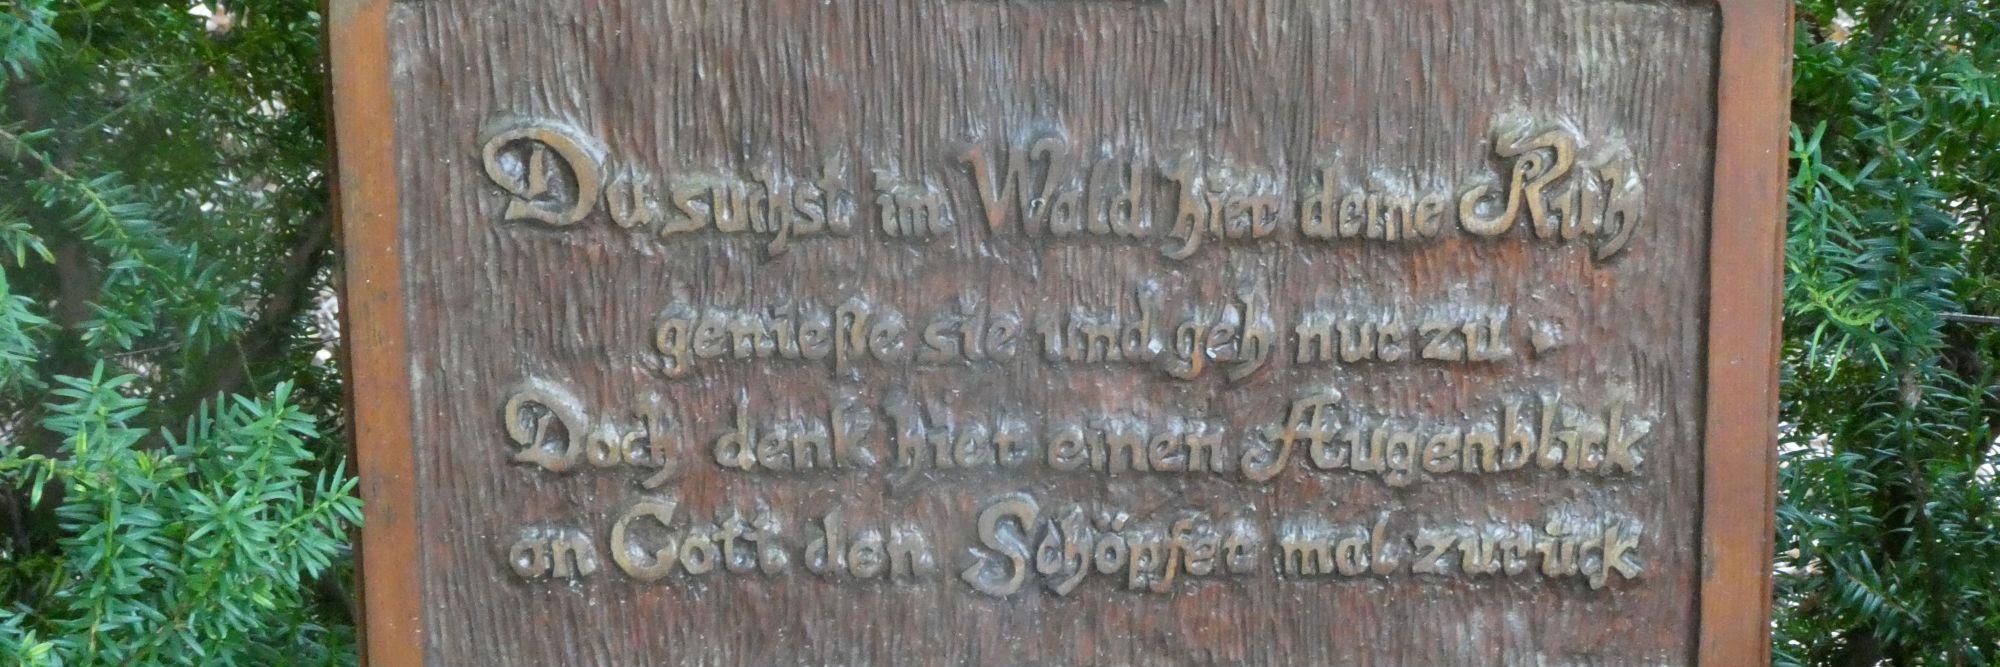 Du suchst im Wald hier deine Ruh
genieße sie und geh nur zu.
Doch denk hier einen Augenblick
an Gott den Schöpfer mal zurück